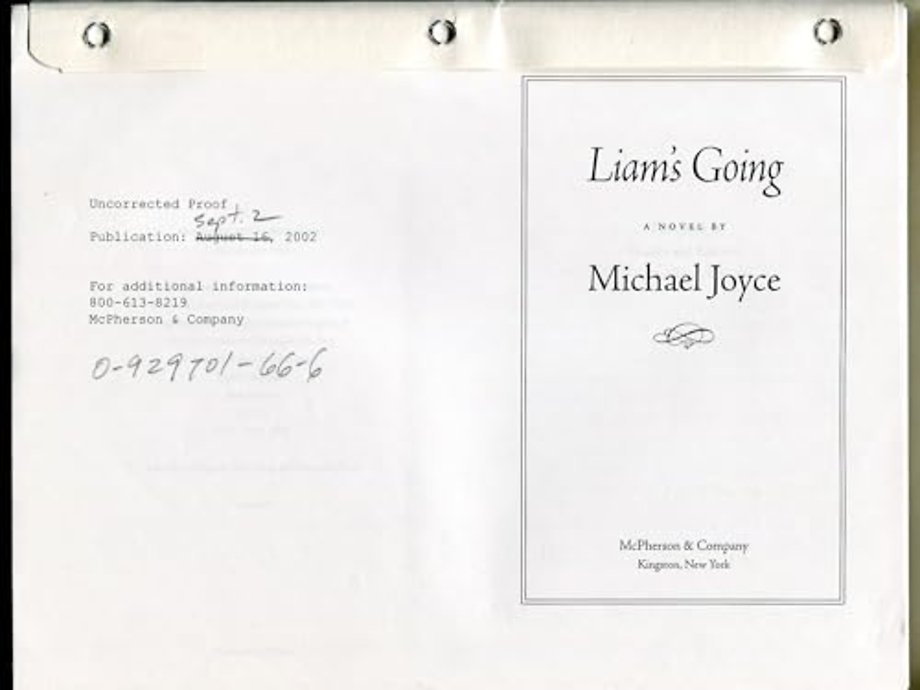 Uncorrected Proof
Sept. 2
Publication: August 16, 2002
For additional information:
800-613-8219
McPherson & Company
0-929701-66-6
Liam's Going
A NOVEL BY
Michael Joyce
McPherson & Company
Kingston, New York